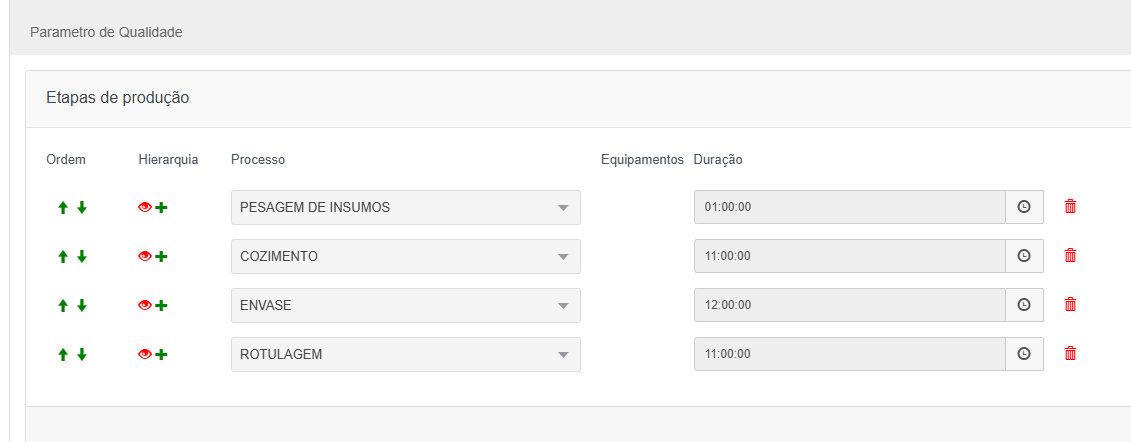 Parametro de Qualidade
Etapas de produção
Ordem Hierarquia Processo Equipamentos Duração
PESAGEM DE INSUMOS 01:00:00
COZIMENTO 11:00:00
ENVASE 12:00:00
ROTULAGEM 11:00:00